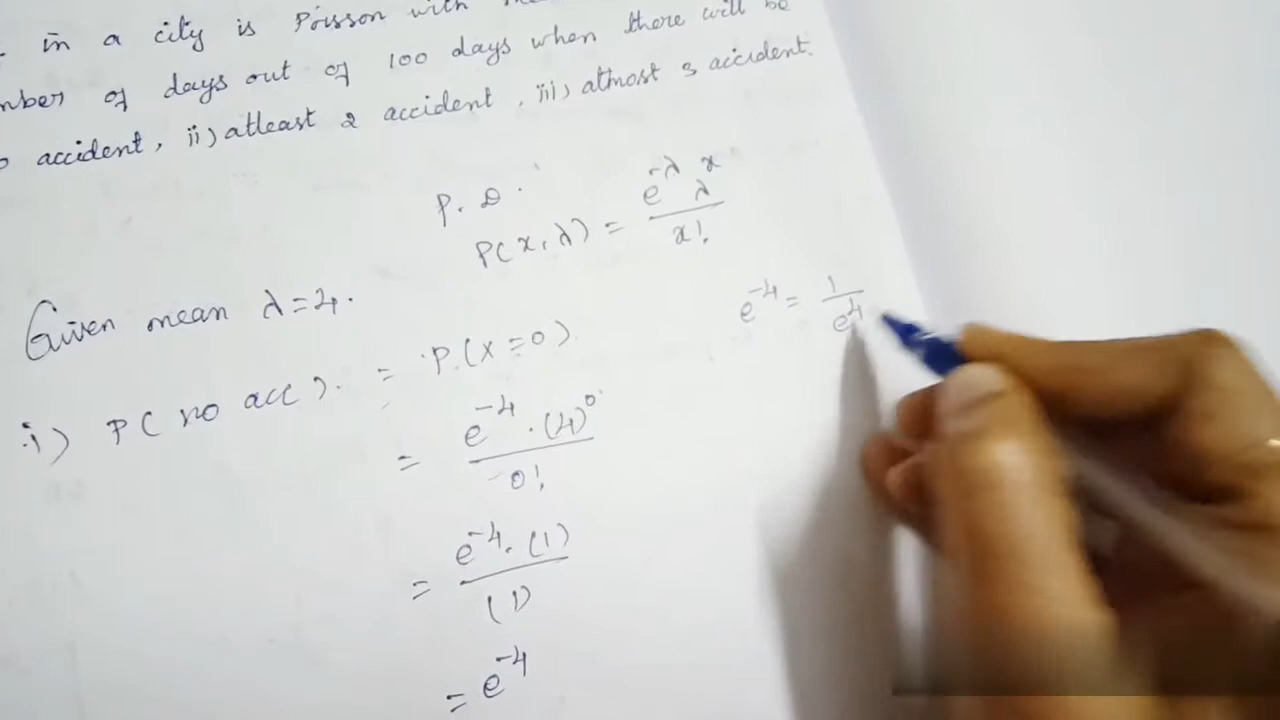 in a city is Poisson with
of days out of 100 days when there will be
accident, ii) atleast 2 accident, iii) atmost 3 accident.
P. D.
P(x, λ) = e^-λ λ^x / x!
Given mean λ = 4.
e^-4 = 1 / e^4
i) P( no acc ). = P.(x = 0)
= e^-4 . (4)^0 / 0!
= e^-4 . (1) / (1)
= e^-4